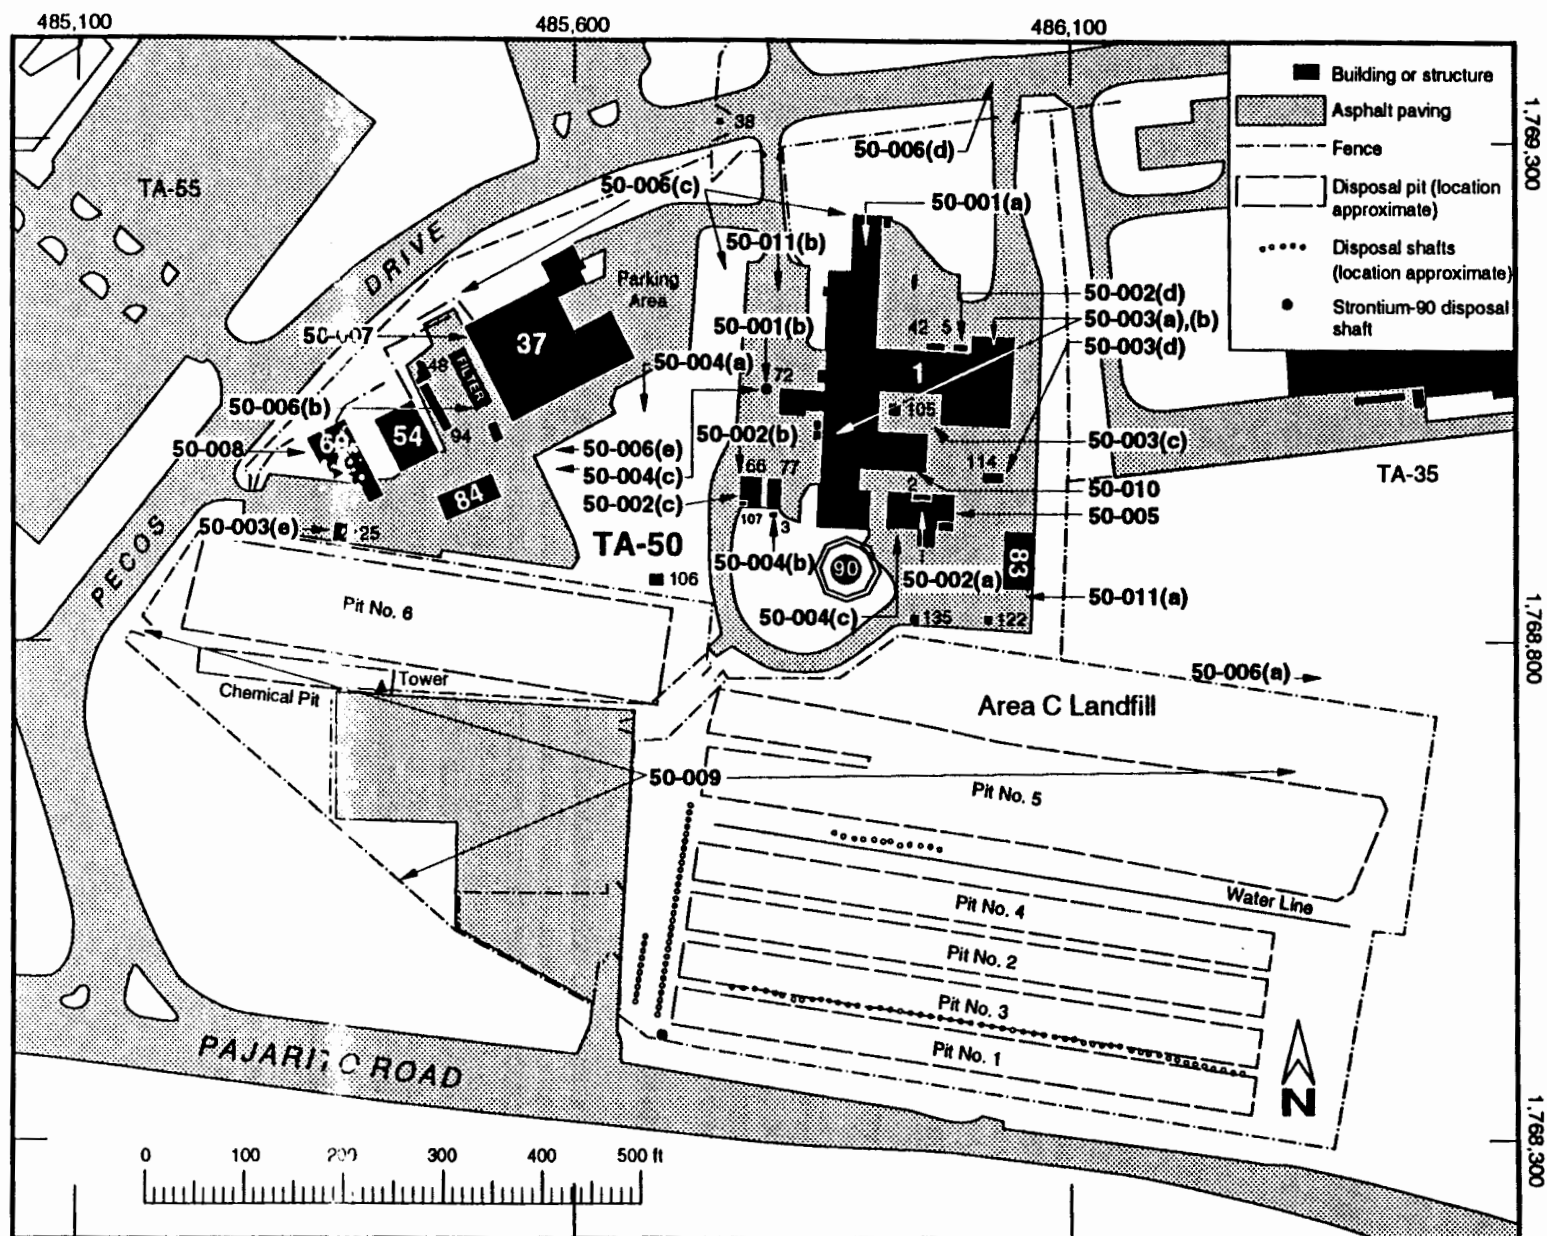 485,100
485,600
486,100
Building or structure
Asphalt paving
Fence
Disposal pit (location
approximate)
Disposal shafts
(location approximate)
Strontium-90 disposal
shaft
1,769,300
1,768,800
1,768,300
38
50-006(d)
TA-55
50-006(c)
50-001(a)
DRIVE
50-011(b)
Parking
Area
50-002(d)
50-003(a),(b)
50-003(d)
50-001(b)
42
5
37
50-004(a)
48
FILTER
72
1
50-006(b)
105
94
50-002(b)
50-003(c)
50-008
69
54
50-006(e)
50-004(c)
66
77
114
TA-35
84
50-002(c)
2
50-010
107
3
50-005
50-003(e)
25
TA-50
PECOS
50-004(b)
90
50-002(a)
83
106
50-011(a)
Pit No. 6
50-004(c)
135
122
Tower
Chemical Pit
50-006(a)
Area C Landfill
50-009
Pit No. 5
Water Line
Pit No. 4
Pit No. 2
Pit No. 3
Pit No. 1
N
ROAD
0
100
300
400
500 ft